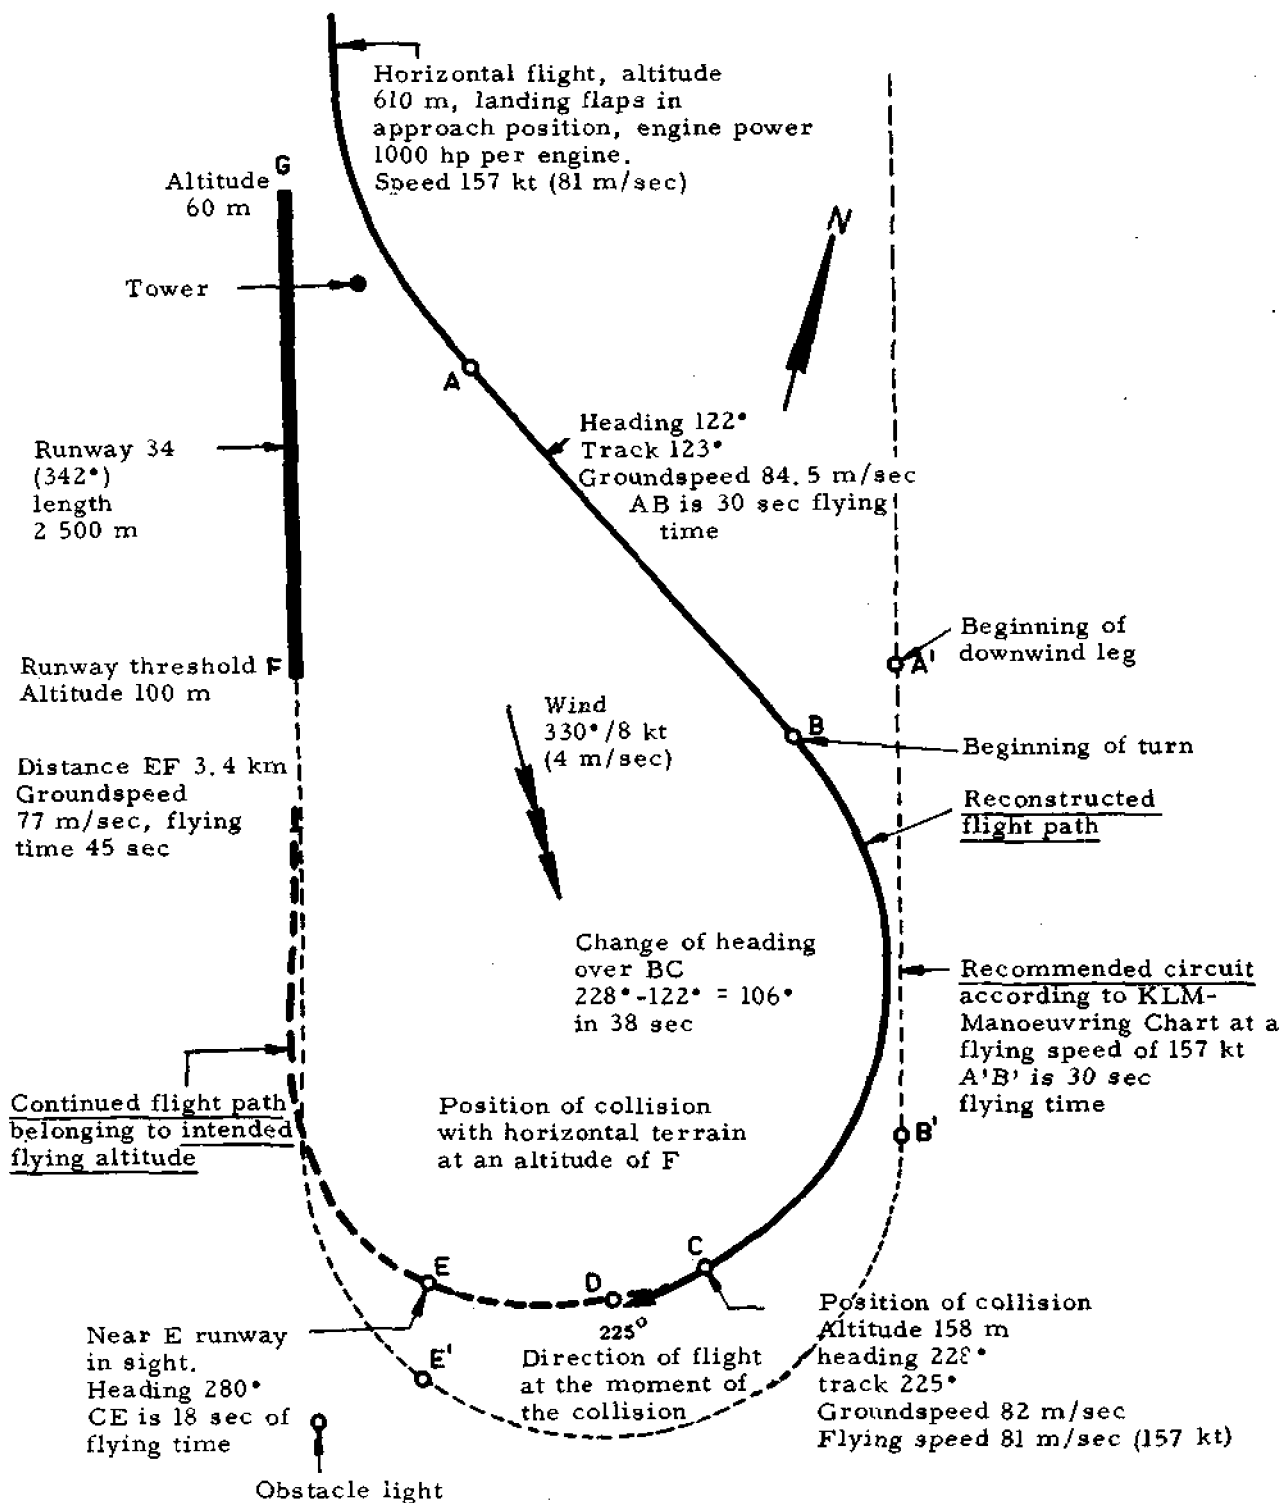 Horizontal flight, altitude
610 m, landing flaps in
approach position, engine power
1000 hp per engine.
Speed 157 kt (81 m/sec)
G
Altitude
60 m
N
Tower
A
Heading 122°
Track 123°
Groundspeed 84.5 m/sec
AB is 30 sec flying
time
Runway 34
(342°)
length
2 500 m
Beginning of
downwind leg
A'
Runway threshold F
Altitude 100 m
Wind
330°/8 kt
(4 m/sec)
B
Beginning of turn
Distance EF 3.4 km
Groundspeed
77 m/sec, flying
time 45 sec
Reconstructed
flight path
Change of heading
over BC
228°-122° = 106°
in 38 sec
Recommended circuit
according to KLM-
Manoeuvring Chart at a
flying speed of 157 kt
A'B' is 30 sec
flying time
Continued flight path
belonging to intended
flying altitude
Position of collision
with horizontal terrain
at an altitude of F
B'
C
E
D
225°
Direction of flight
at the moment of
the collision
Position of collision
Altitude 158 m
heading 228°
track 225°
Groundspeed 82 m/sec
Flying speed 81 m/sec (157 kt)
Near E runway
in sight.
Heading 280°
CE is 18 sec of
flying time
E'
Obstacle light